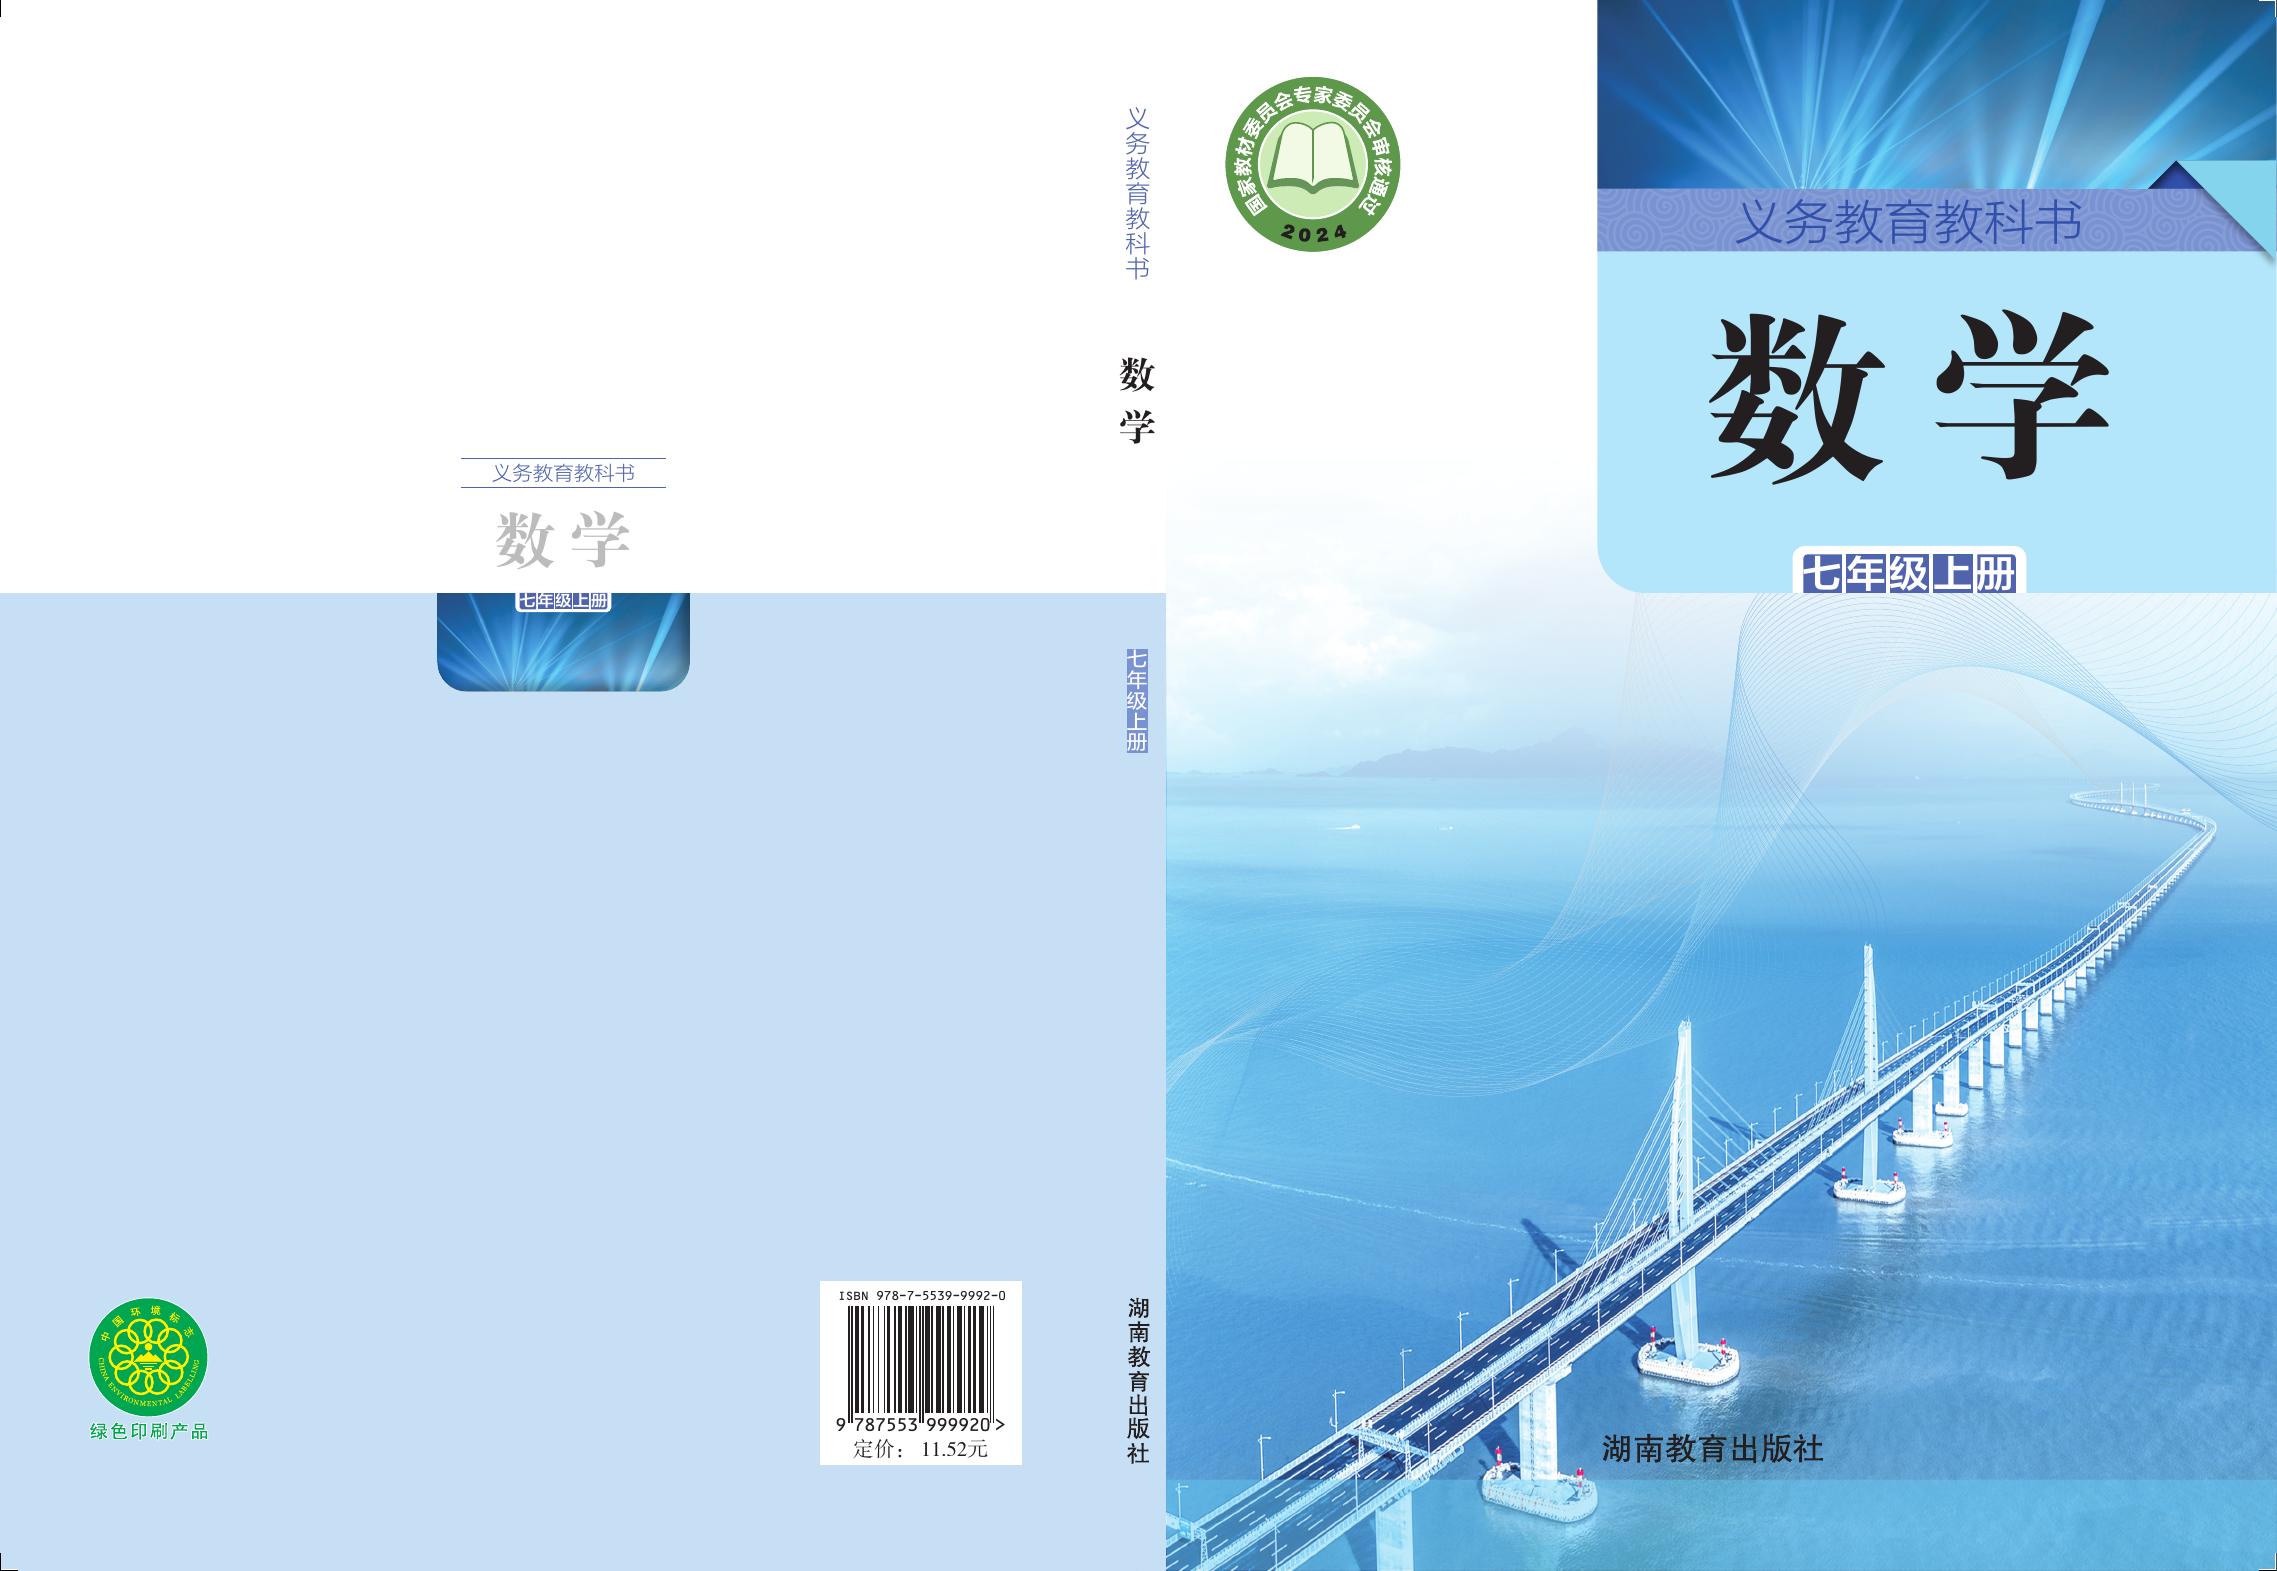 义务教育教科书
数学
七年级上册
中国环境标志
CHINA ENVIRONMENTAL LABELLING
绿色印刷产品
ISBN 978-7-5539-9992-0
9 787553 999920 >
定价： 11.52元
义务教育教科书
数学
七年级上册
湖南教育出版社
国家教材委员会专家委员会审核通过
2024
义务教育教科书
数学
七年级上册
湖南教育出版社